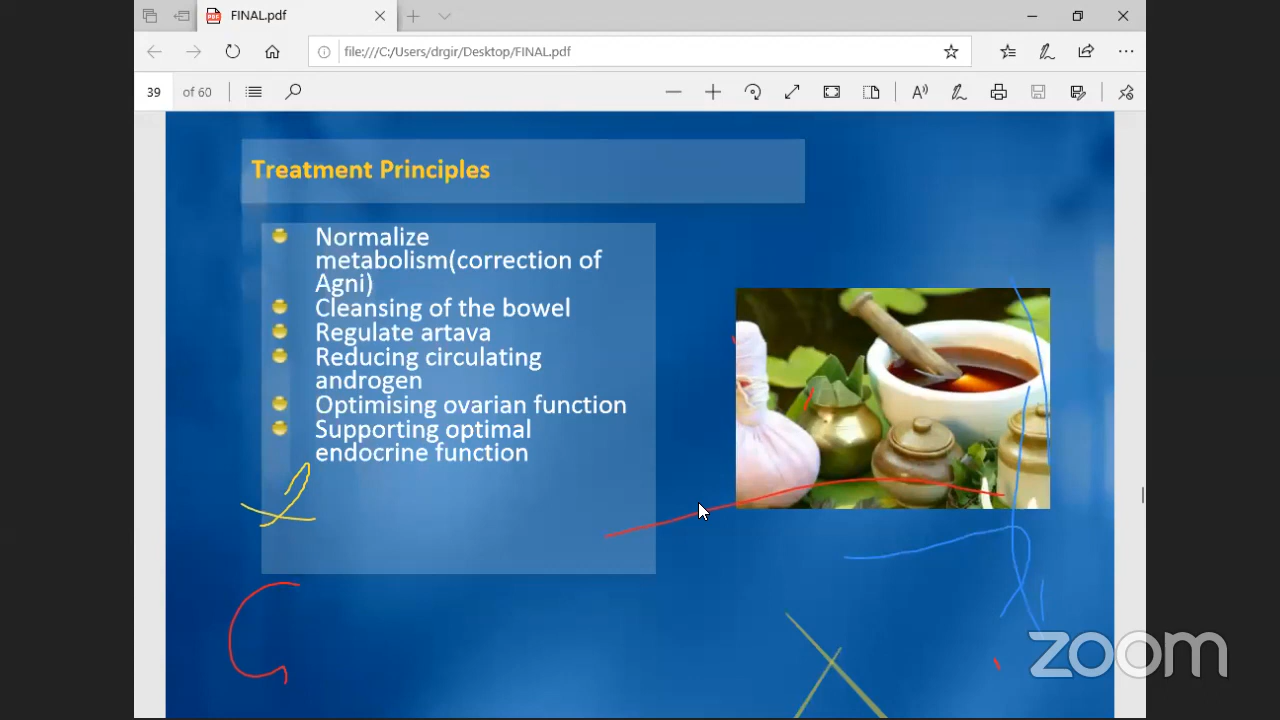 FINAL.pdf
file:///C:/Users/drgir/Desktop/FINAL.pdf
39 of 60
Treatment Principles
Normalize
metabolism(correction of
Agni)
Cleansing of the bowel
Regulate artava
Reducing circulating
androgen
Optimising ovarian function
Supporting optimal
endocrine function
zoom